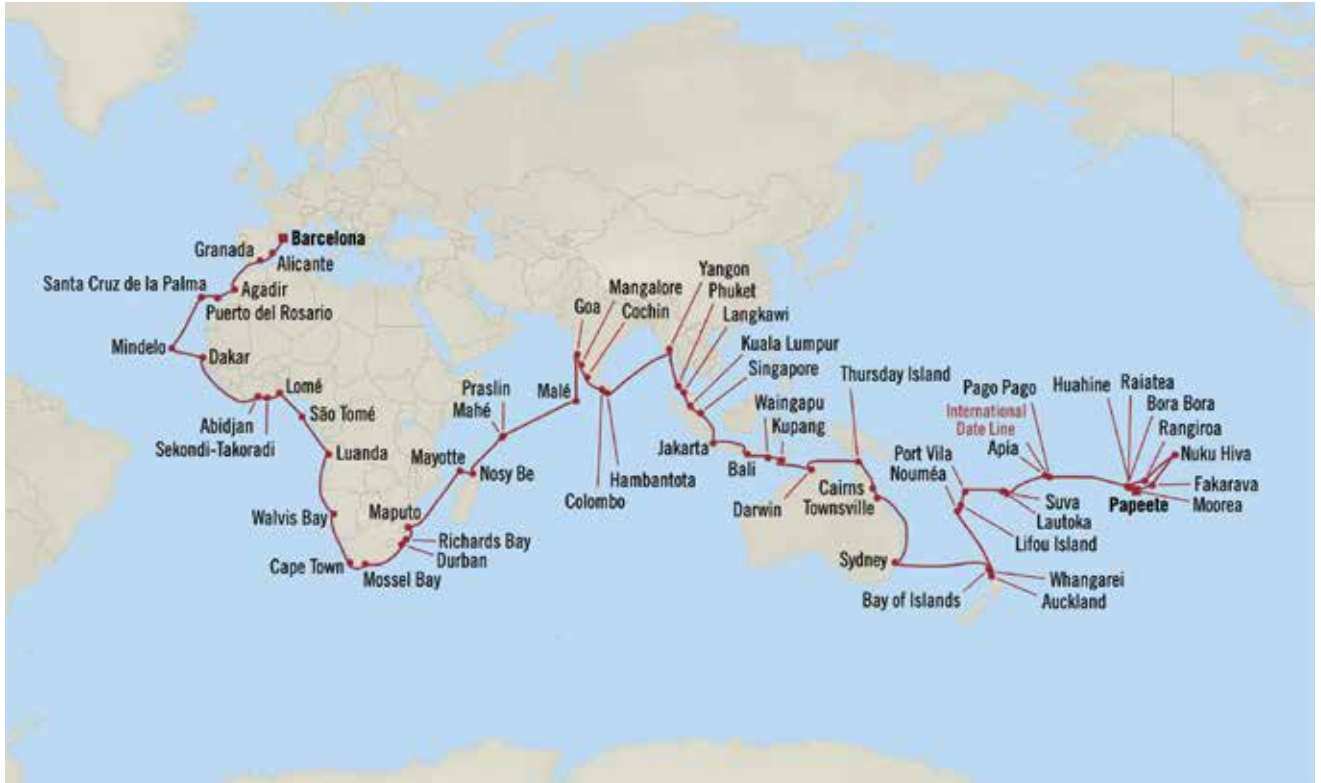 Barcelona
Granada
Alicante
Santa Cruz de la Palma
Agadir
Puerto del Rosario
Mindelo
Dakar
Lomé
Abidjan
São Tomé
Sekondi-Takoradi
Luanda
Walvis Bay
Cape Town
Mossel Bay
Durban
Richards Bay
Maputo
Mayotte
Nosy Be
Praslin
Mahé
Malé
Goa
Mangalore
Cochin
Colombo
Hambantota
Yangon
Phuket
Langkawi
Kuala Lumpur
Singapore
Jakarta
Bali
Waingapu
Kupang
Darwin
Thursday Island
Cairns
Townsville
Sydney
Bay of Islands
Whangarei
Auckland
Port Vila
Nouméa
Lifou Island
Lautoka
Suva
Pago Pago
International
Date Line
Apia
Huahine
Raiatea
Bora Bora
Rangiroa
Nuku Hiva
Fakarava
Moorea
Papeete